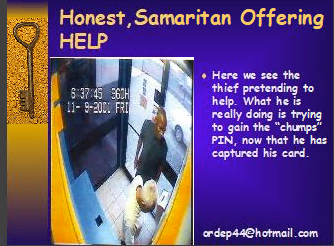 Honest,Samaritan Offering
HELP
6:37:45 960H
11- 9-2001 FRI
Here we see the
thief pretending to
help. What he is
really doing is trying
to gain the “chumps”
PIN, now that he has
captured his card.
ordep44@hotmail.com